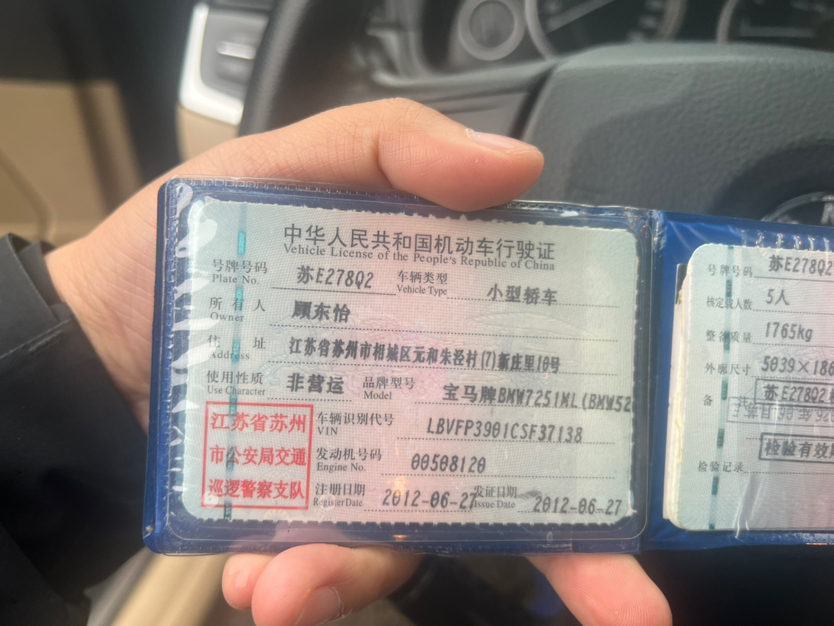 中华人民共和国机动车行驶证
Vehicle License of the People's Republic of China
号牌号码 苏E278Q2 车辆类型 小型轿车
Plate No. Vehicle Type
所有人 顾东怡
Owner
住址 江苏省苏州市相城区元和朱泾村(7)新庄里10号
Address
使用性质 非营运 品牌型号 宝马牌BMW7251ML(BMW52
Use Character Model
江苏省苏州
市公安局交通
巡逻警察支队
车辆识别代号 LBVFP3901CSF37138
VIN
发动机号码 00508120
Engine No.
注册日期 2012-06-27 发证日期 2012-06-27
Register Date Issue Date
号牌号码 苏E278Q2
核定载人数 5人
整备质量 1765kg
外廓尺寸 5039×186
备 苏E278Q2
检验有效
检验记录